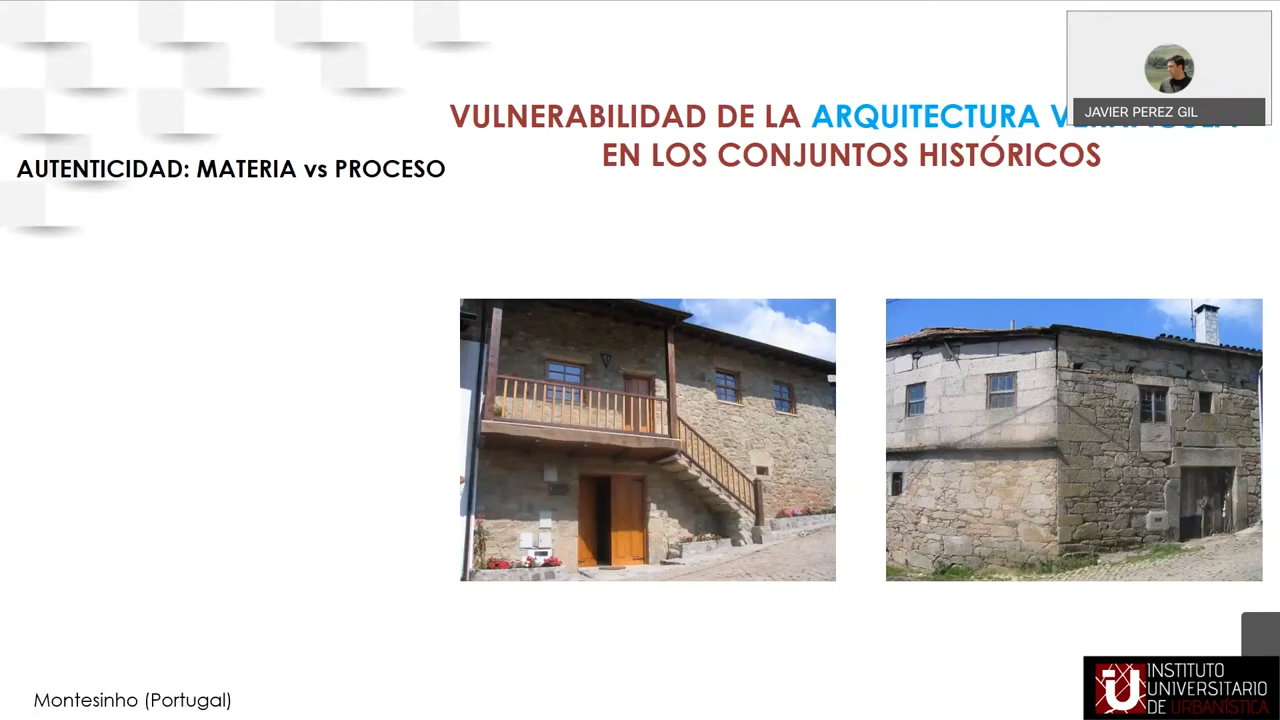 JAVIER PEREZ GIL
VULNERABILIDAD DE LA ARQUITECTURA
EN LOS CONJUNTOS HISTÓRICOS
AUTENTICIDAD: MATERIA vs PROCESO
Montesinho (Portugal)
INSTITUTO
UNIVERSITARIO
DE URBANÍSTICA